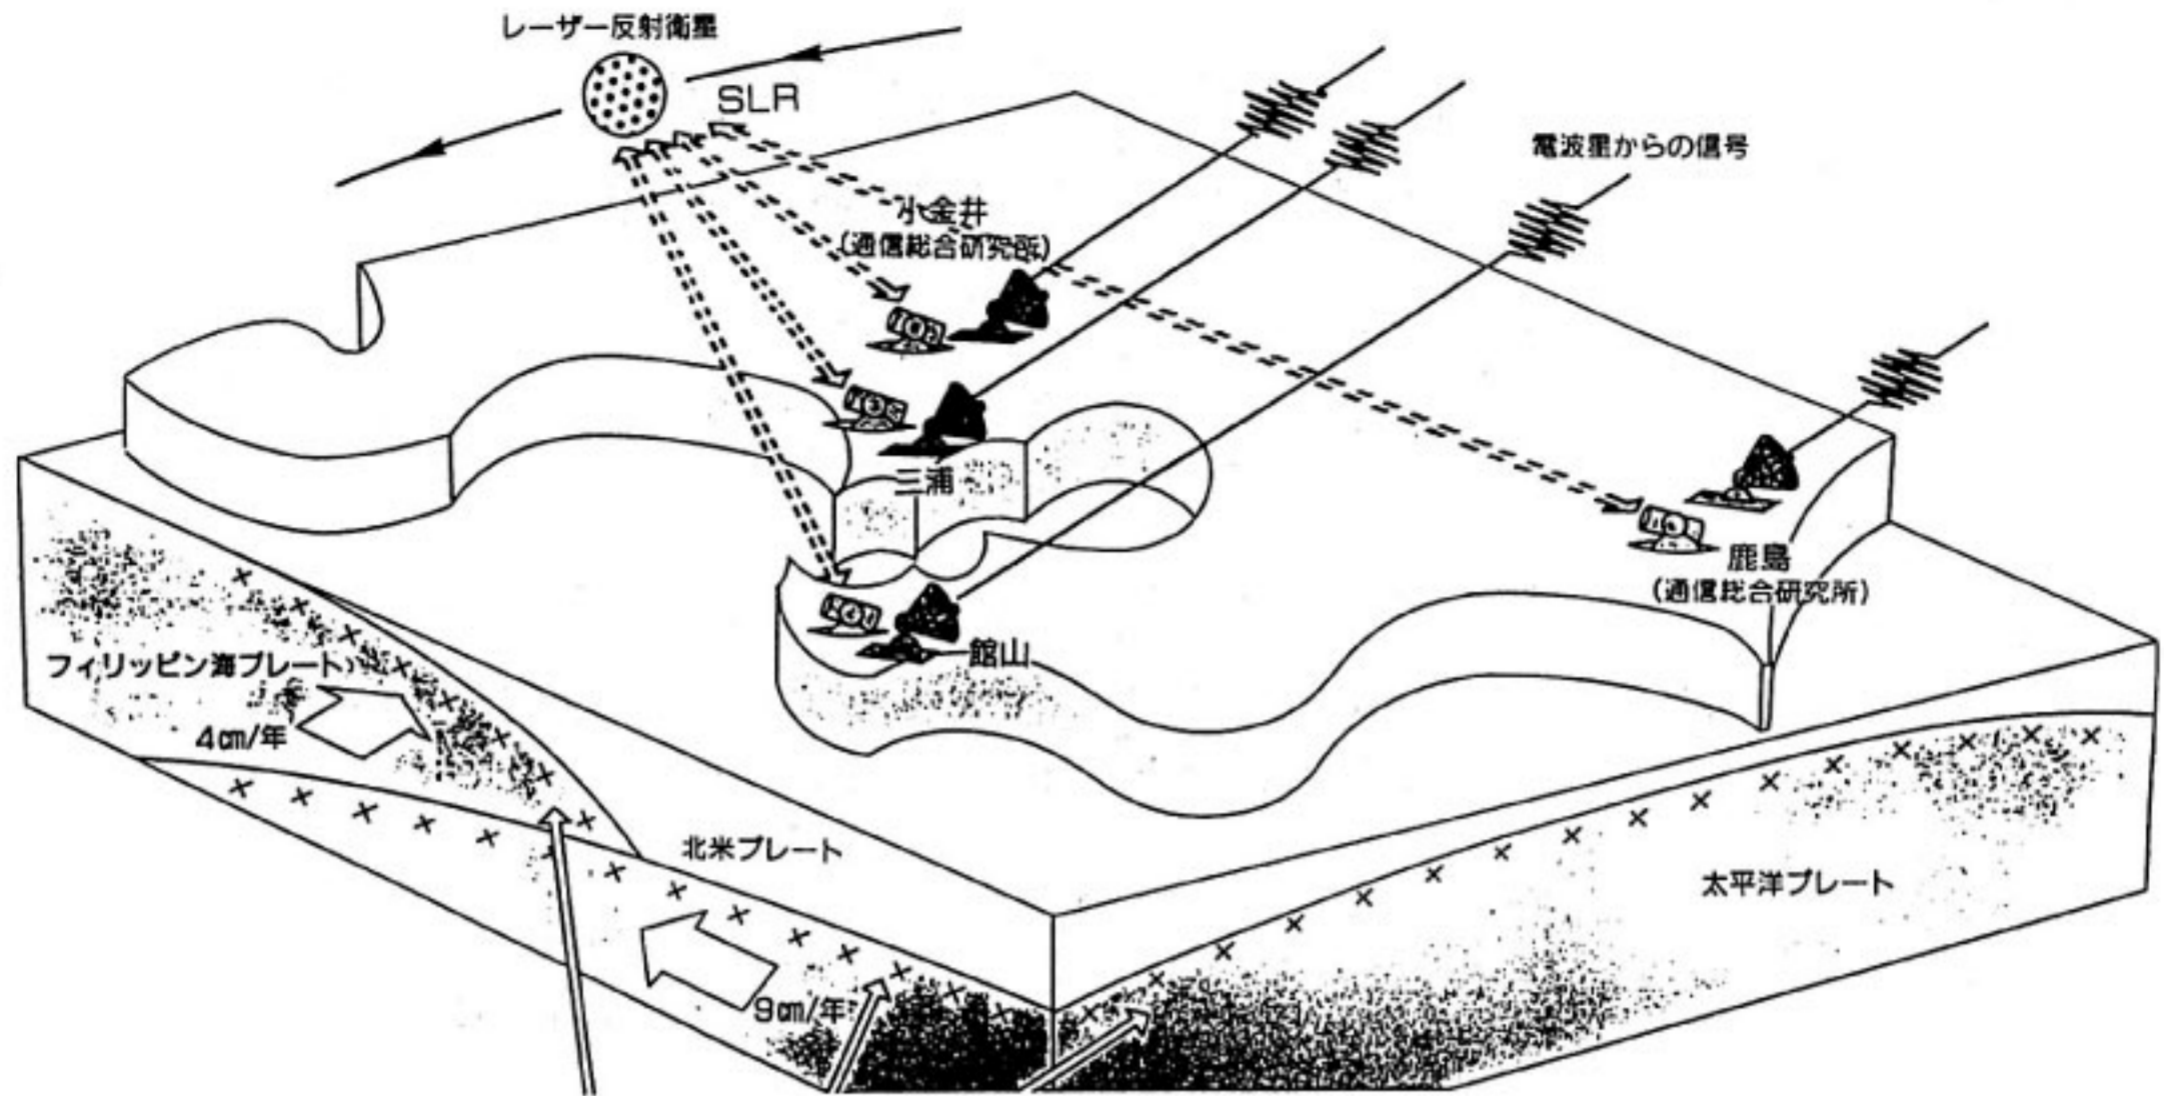 レーザー反射衛星
SLR
電波星からの信号
小金井
(通信総合研究所)
三浦
鹿島
(通信総合研究所)
館山
フィリッピン海プレート
4cm/年
北米プレート
太平洋プレート
9cm/年